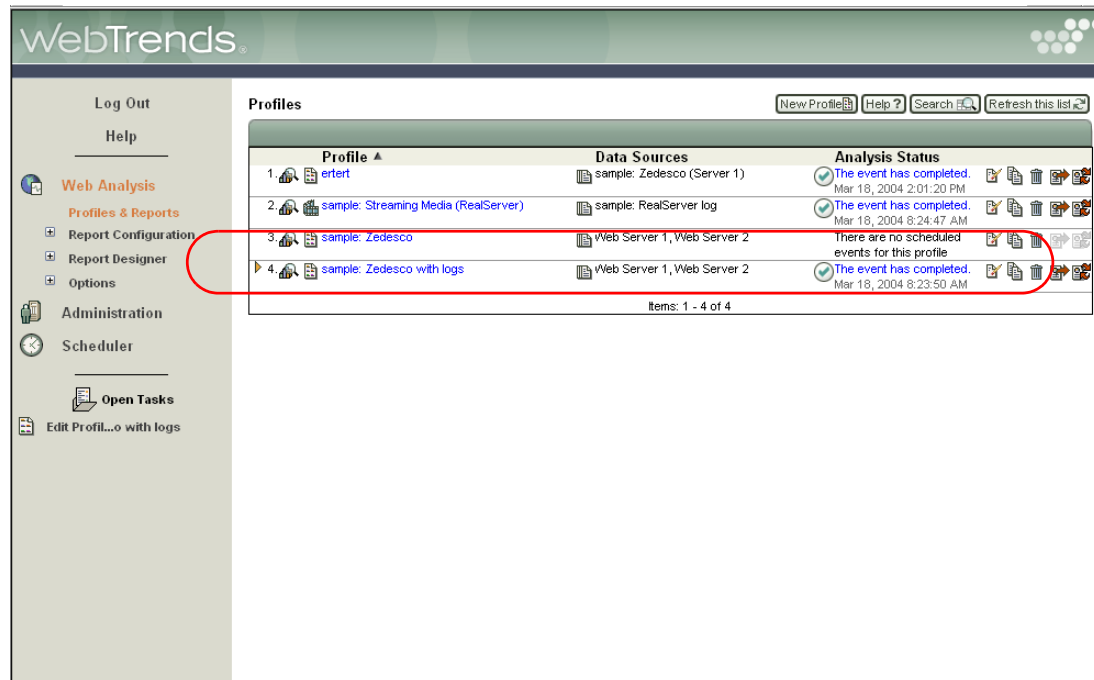 WebTrends®
Log Out
Help
Web Analysis
Profiles & Reports
Report Configuration
Report Designer
Options
Administration
Scheduler
Open Tasks
Edit Profil...o with logs
Profiles
New Profile Help ? Search Refresh this list
Profile Data Sources Analysis Status
1. ertert sample: Zedesco (Server 1) The event has completed.
Mar 18, 2004 2:01:20 PM
2. sample: Streaming Media (RealServer) sample: RealServer log The event has completed.
Mar 18, 2004 8:24:47 AM
3. sample: Zedesco Web Server 1, Web Server 2 There are no scheduled
events for this profile
4. sample: Zedesco with logs Web Server 1, Web Server 2 The event has completed.
Mar 18, 2004 8:23:50 AM
Items: 1 - 4 of 4